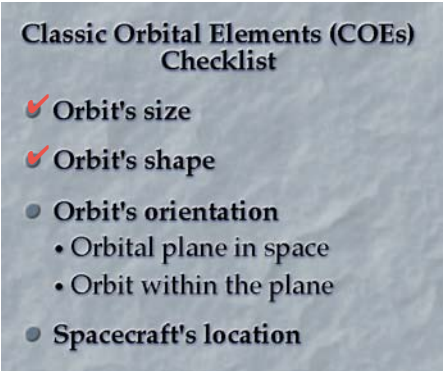 Classic Orbital Elements (COEs)
Checklist
Orbit's size
Orbit's shape
Orbit's orientation
• Orbital plane in space
• Orbit within the plane
Spacecraft's location